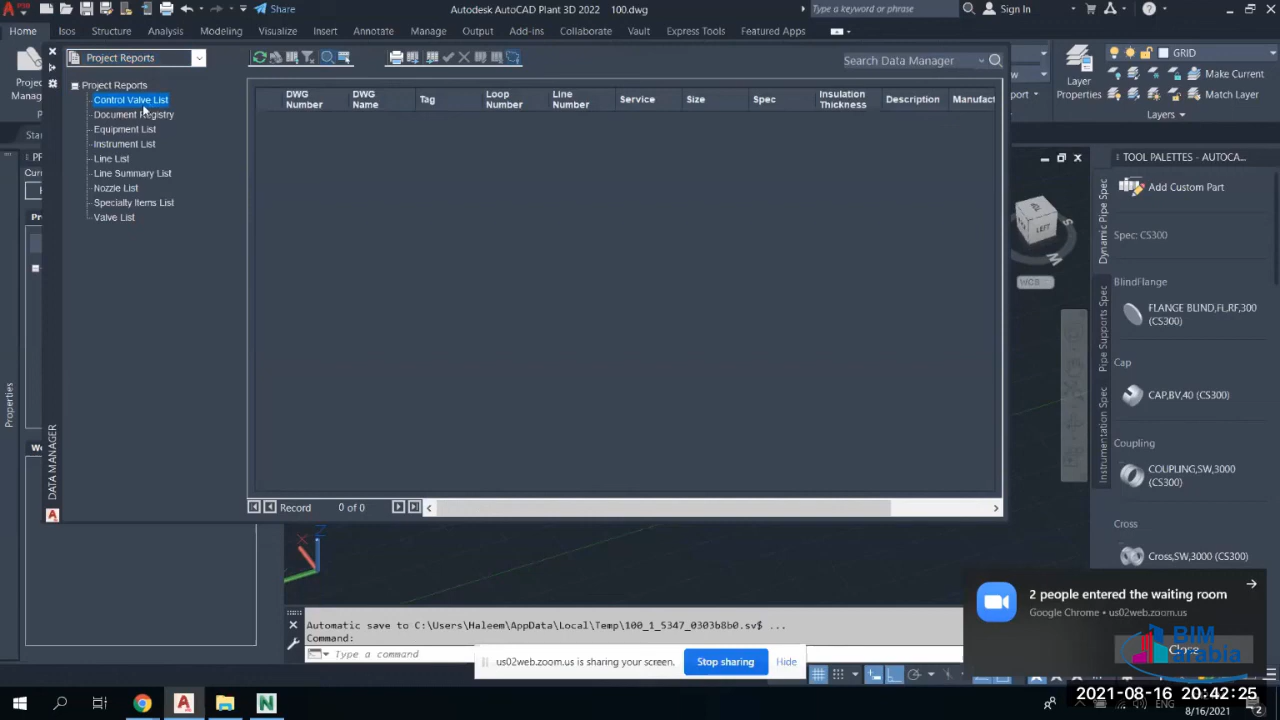 Share
Autodesk AutoCAD Plant 3D 2022 100.dwg
Type a keyword or phrase
Sign In
Home Isos Structure Analysis Visualize Modeling Render Insert Annotate Manage Output Add-ins Collaborate Vault Express Tools Featured Apps
Project Reports
Search Data Manager
GRID
Project
Manag
Project Reports
Control Valve List
Document Registry
Equipment List
Instrument List
Line List
Line Summary List
Nozzle List
Specialty Items List
Valve List
DWG Number
DWG Name
Tag
Loop Number
Line Number
Service
Size
Spec
Insulation Thickness
Description
Manufact
Layer Properties
Make Current
Match Layer
Layers
Star
Properties
DATA MANAGER
Record 0 of 0
LEFT
S
M
WCS
TOOL PALETTES - AUTOCA...
Dynamic Pipe Spec
Pipe Supports Spec
Instrumentation Spec
Add Custom Part
Spec: CS300
BlindFlange
FLANGE BLIND,FL,RF,300 (CS300)
Cap
CAP,BV,40 (CS300)
Coupling
COUPLING,SW,3000 (CS300)
Cross
Cross,SW,3000 (CS300)
X
Z
Automatic save to C:\Users\Haleem\AppData\Local\Temp\100_1_5347_0303b8b0.sv$ ...
Command:
Type a command
us02web.zoom.us is sharing your screen.
Stop sharing
Hide
2 people entered the waiting room
Google Chrome • us02web.zoom.us
Close
BIM
arabia
2021-08-16 20:42:25
ENG
8/16/2021
2